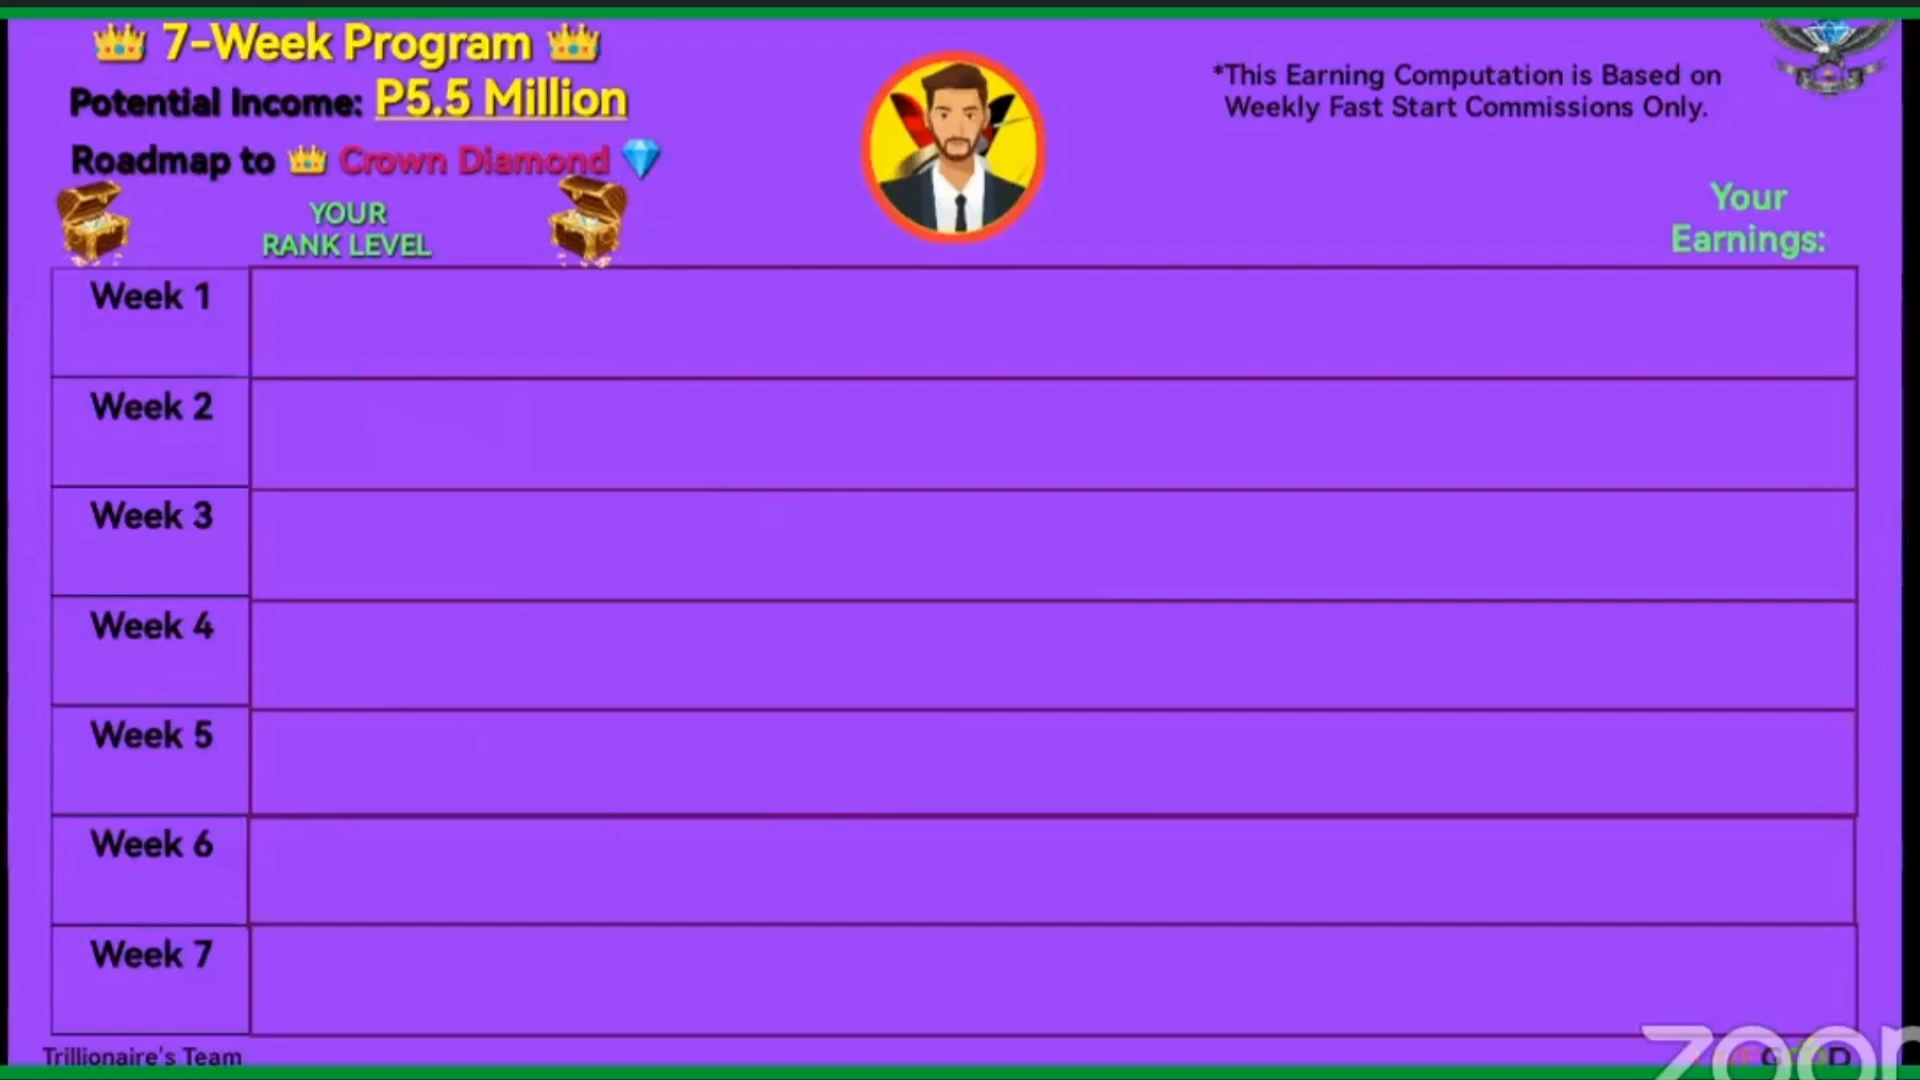 7-Week Program
Potential Income: P5.5 Million
Roadmap to Crown Diamond
*This Earning Computation is Based on
Weekly Fast Start Commissions Only.
YOUR
RANK LEVEL
Your
Earnings:
Week 1
Week 2
Week 3
Week 4
Week 5
Week 6
Week 7
Trillionaire's Team
zoom